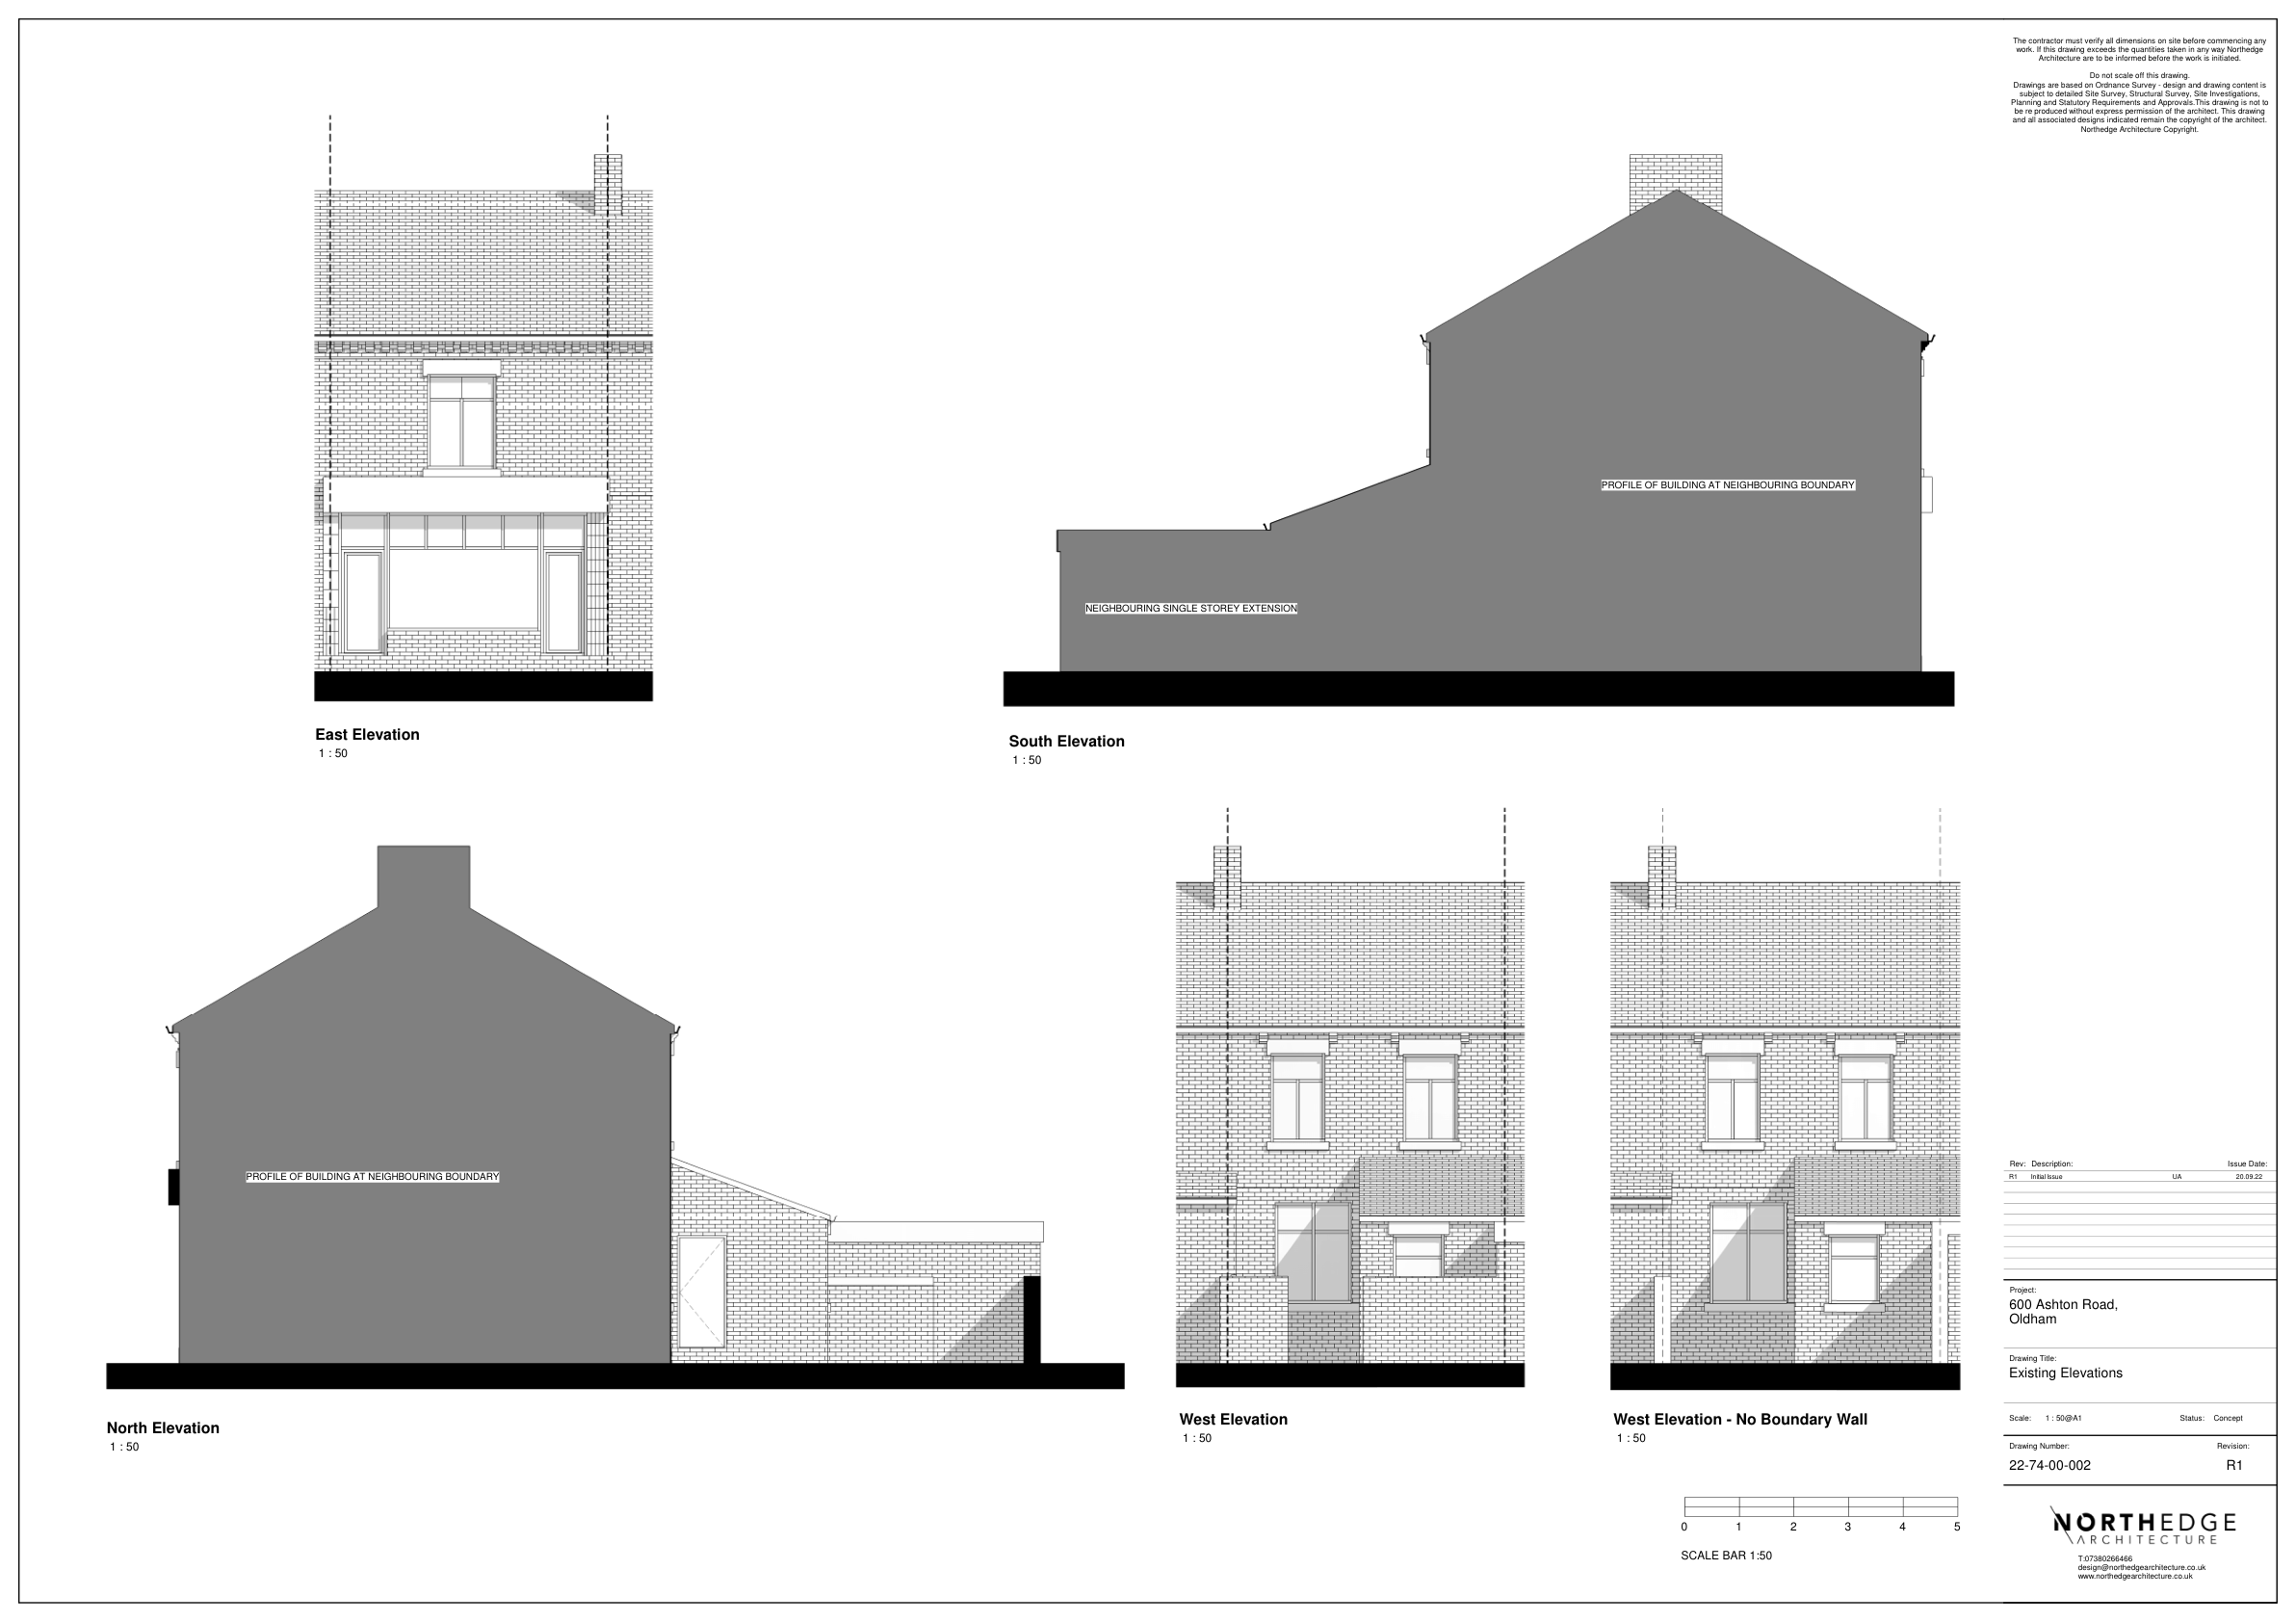 The contractor must verify all dimensions on site before commencing any
work. If this drawing exceeds the quantities taken in any way Northedge
Architecture are to be informed before the work is initiated.
Do not scale off this drawing.
Drawings are based on Ordnance Survey - design and drawing content is
subject to detailed Site Survey, Structural Survey, Site Investigations,
Planning and Statutory Requirements and Approvals.This drawing is not to
be re produced without express permission of the architect. This drawing
and all associated designs indicated remain the copyright of the architect.
Northedge Architecture Copyright.
PROFILE OF BUILDING AT NEIGHBOURING BOUNDARY
NEIGHBOURING SINGLE STOREY EXTENSION
East Elevation
1 : 50
South Elevation
1 : 50
PROFILE OF BUILDING AT NEIGHBOURING BOUNDARY
North Elevation
1 : 50
West Elevation
1 : 50
West Elevation - No Boundary Wall
1 : 50
0 1 2 3 4 5
SCALE BAR 1:50
Rev: Description: Issue Date:
R1 Initial Issue UA 20.09.22
Project:
600 Ashton Road,
Oldham
Drawing Title:
Existing Elevations
Scale: 1 : 50@A1 Status: Concept
Drawing Number: Revision:
22-74-00-002 R1
NORTHEDGE
ARCHITECTURE
T:07380266466
design@northedgearchitecture.co.uk
www.northedgearchitecture.co.uk